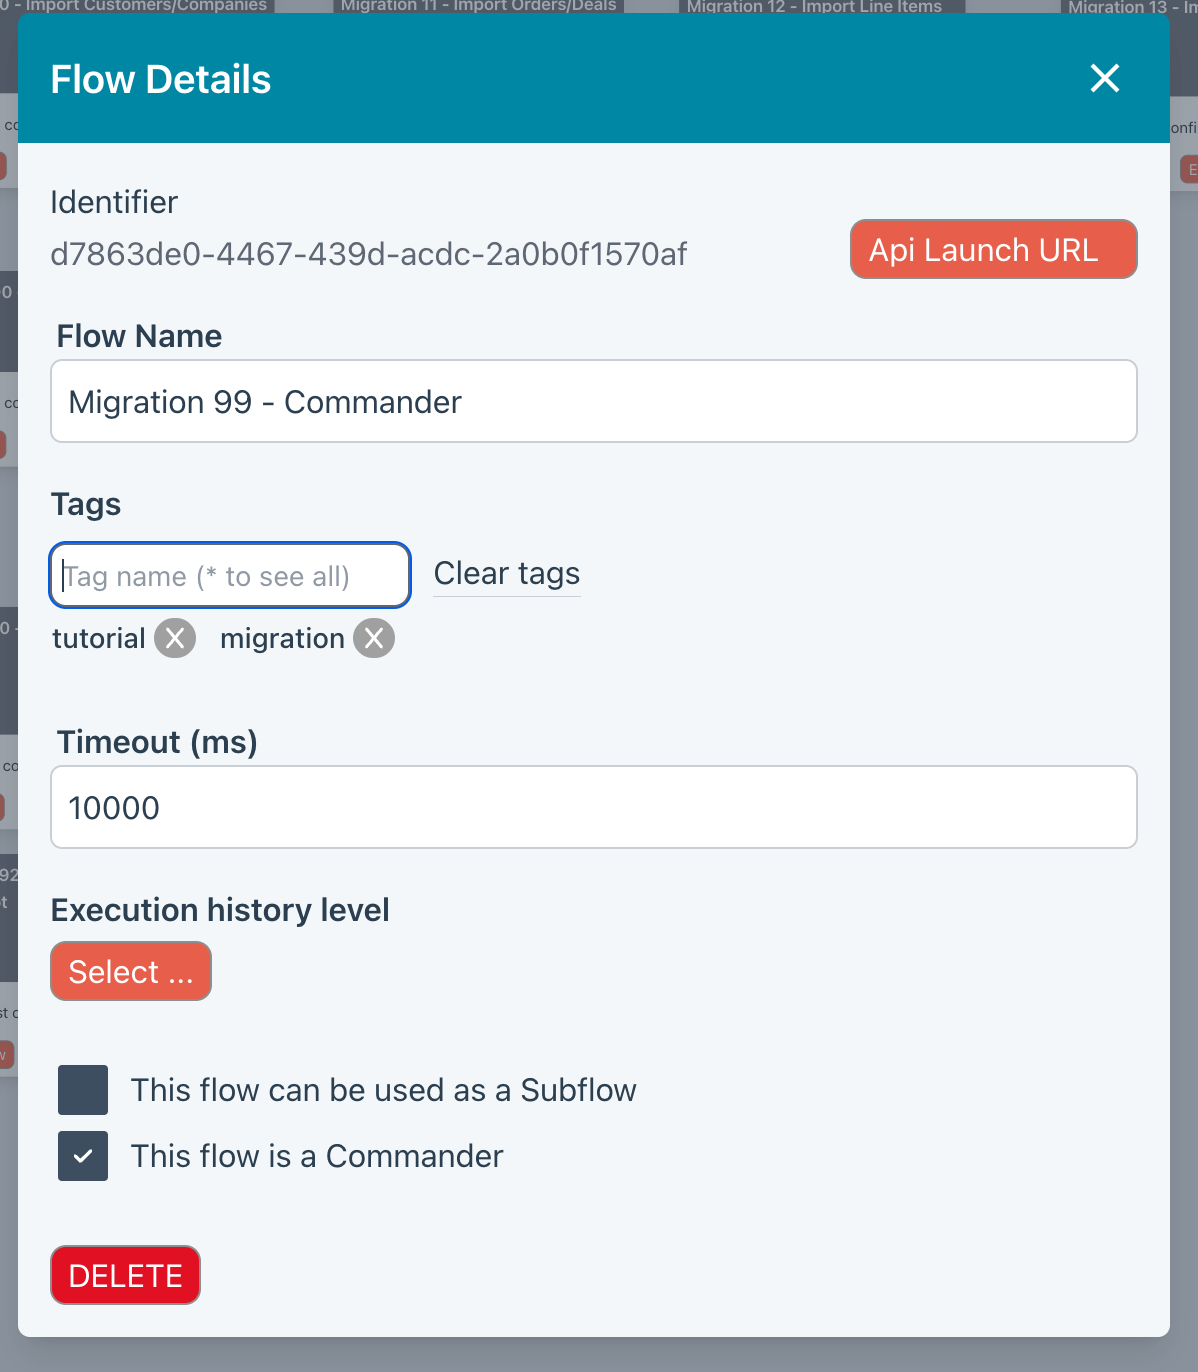 0 - Import Customers/Companies
Migration 11 - Import Orders/Deals
Migration 12 - Import Line Items
Migration 13 - Im
Flow Details
Identifier
d7863de0-4467-439d-acdc-2a0b0f1570af
Api Launch URL
Flow Name
Migration 99 - Commander
Tags
Tag name (* to see all)
Clear tags
tutorial
migration
Timeout (ms)
10000
Execution history level
Select ...
This flow can be used as a Subflow
This flow is a Commander
DELETE